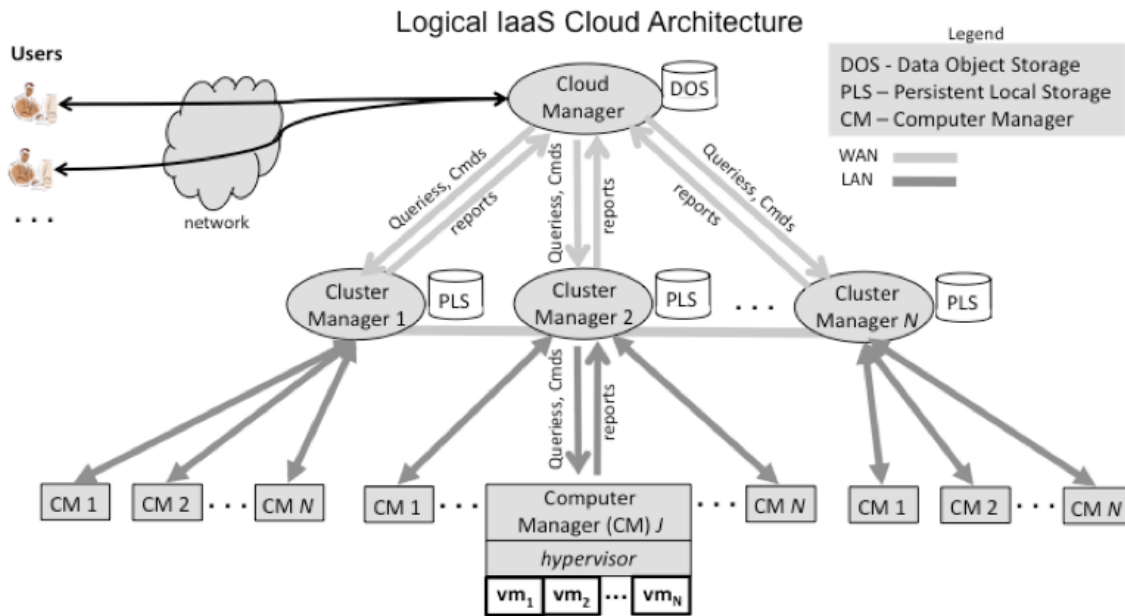 Logical IaaS Cloud Architecture
Users
. . .
network
Cloud
Manager
DOS
Legend
DOS - Data Object Storage
PLS – Persistent Local Storage
CM – Computer Manager
WAN
LAN
Queriess, Cmds
reports
Queriess, Cmds
reports
Queriess, Cmds
reports
Cluster
Manager 1
PLS
Cluster
Manager 2
PLS
. . .
Cluster
Manager N
PLS
Queriess, Cmds
reports
CM 1
CM 2
. . .
CM N
CM 1
. . .
Computer
Manager (CM) J
hypervisor
vm1
vm2
...
vmN
. . .
CM N
CM 1
CM 2
. . .
CM N